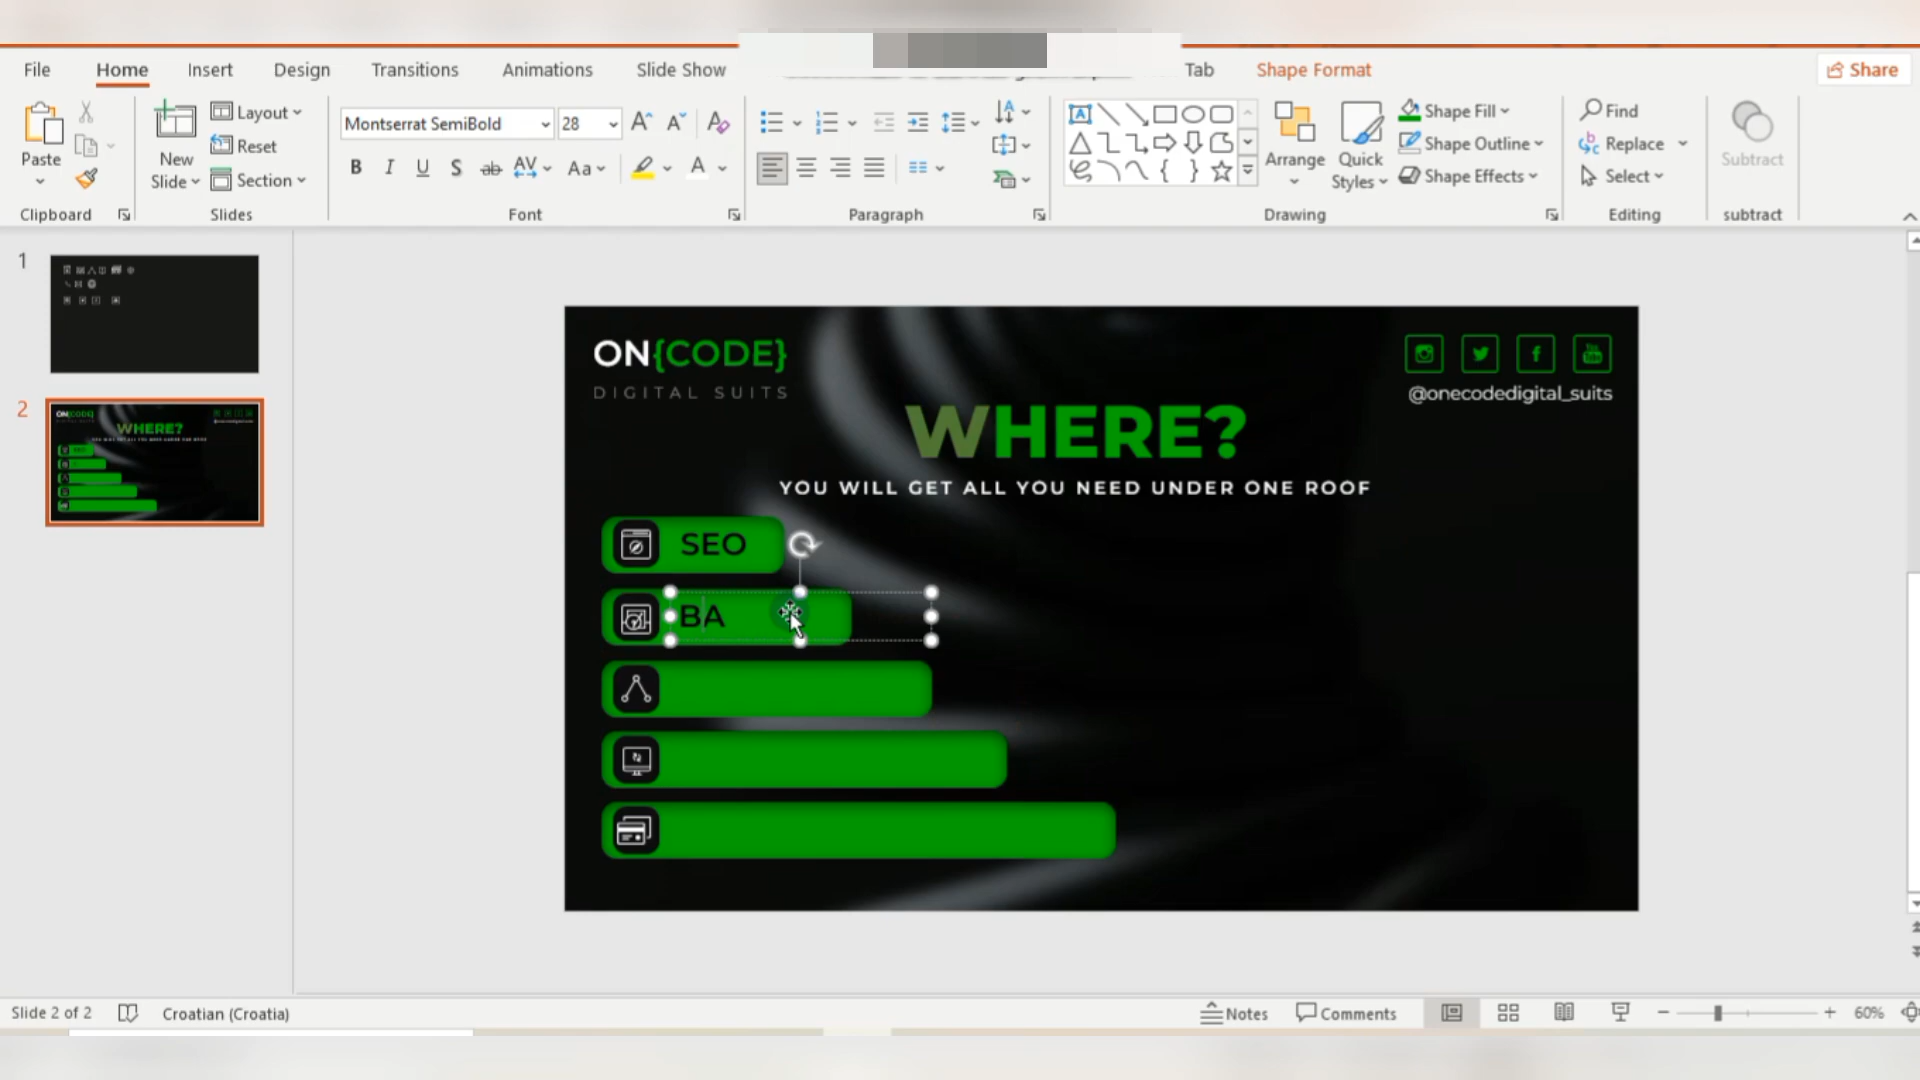 File Home Insert Design Transitions Animations Slide Show Tab Shape Format Share
Paste
New
Slide
Layout
Reset
Section
Montserrat SemiBold 28
B I U S ab AV Aa A
Arrange
Quick
Styles
Shape Fill
Shape Outline
Shape Effects
Find
Replace
Select
Subtract
Clipboard Slides Font Paragraph Drawing Editing subtract
1
2
ON{CODE}
DIGITAL SUITS
@onecodedigital_suits
WHERE?
YOU WILL GET ALL YOU NEED UNDER ONE ROOF
SEO
BA
Slide 2 of 2 Croatian (Croatia) Notes Comments 60%